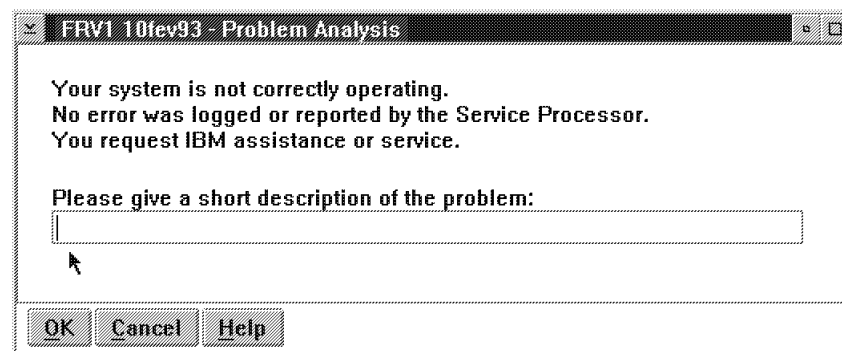 FRV1 10fev93 - Problem Analysis
Your system is not correctly operating.
No error was logged or reported by the Service Processor.
You request IBM assistance or service.
Please give a short description of the problem:
OK Cancel Help